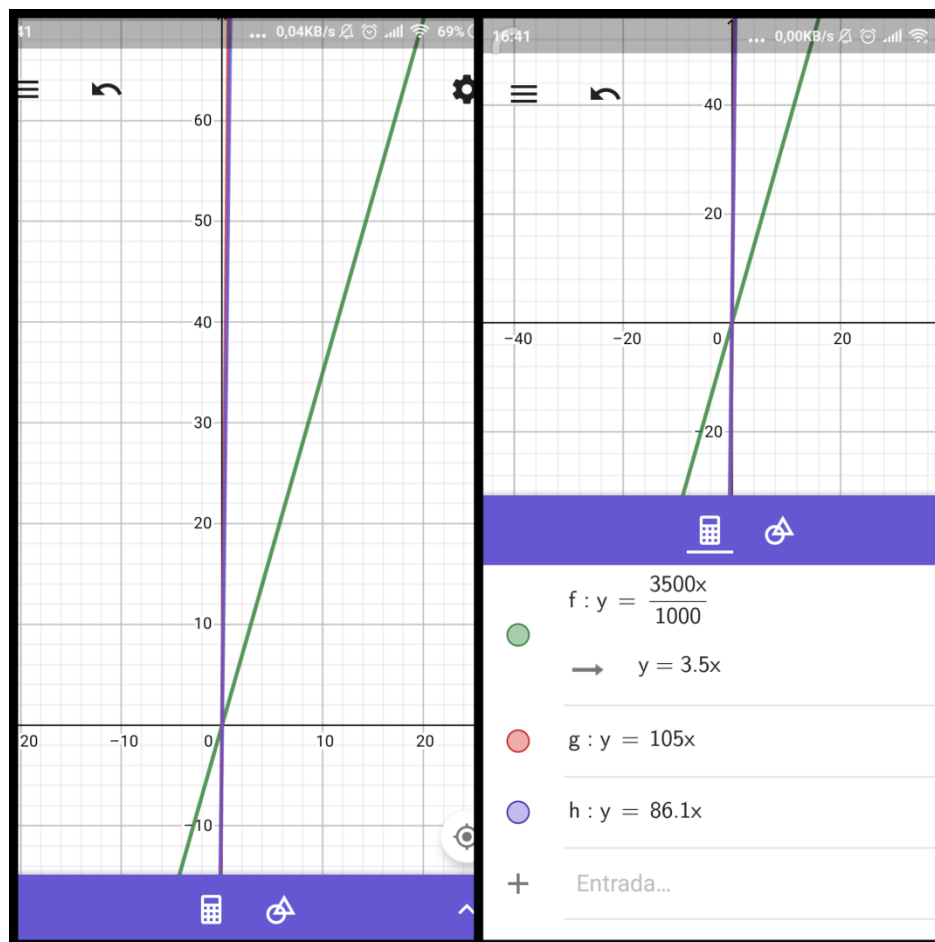 41 ... 0,04KB/s 69%
60
50
40
30
20
10
20 −10 0 10 20
−10
16:41 ... 0,00KB/s
40
20
−40 −20 0 20
−20
f : y = 3500x / 1000
y = 3.5x
g : y = 105x
h : y = 86.1x
+ Entrada...